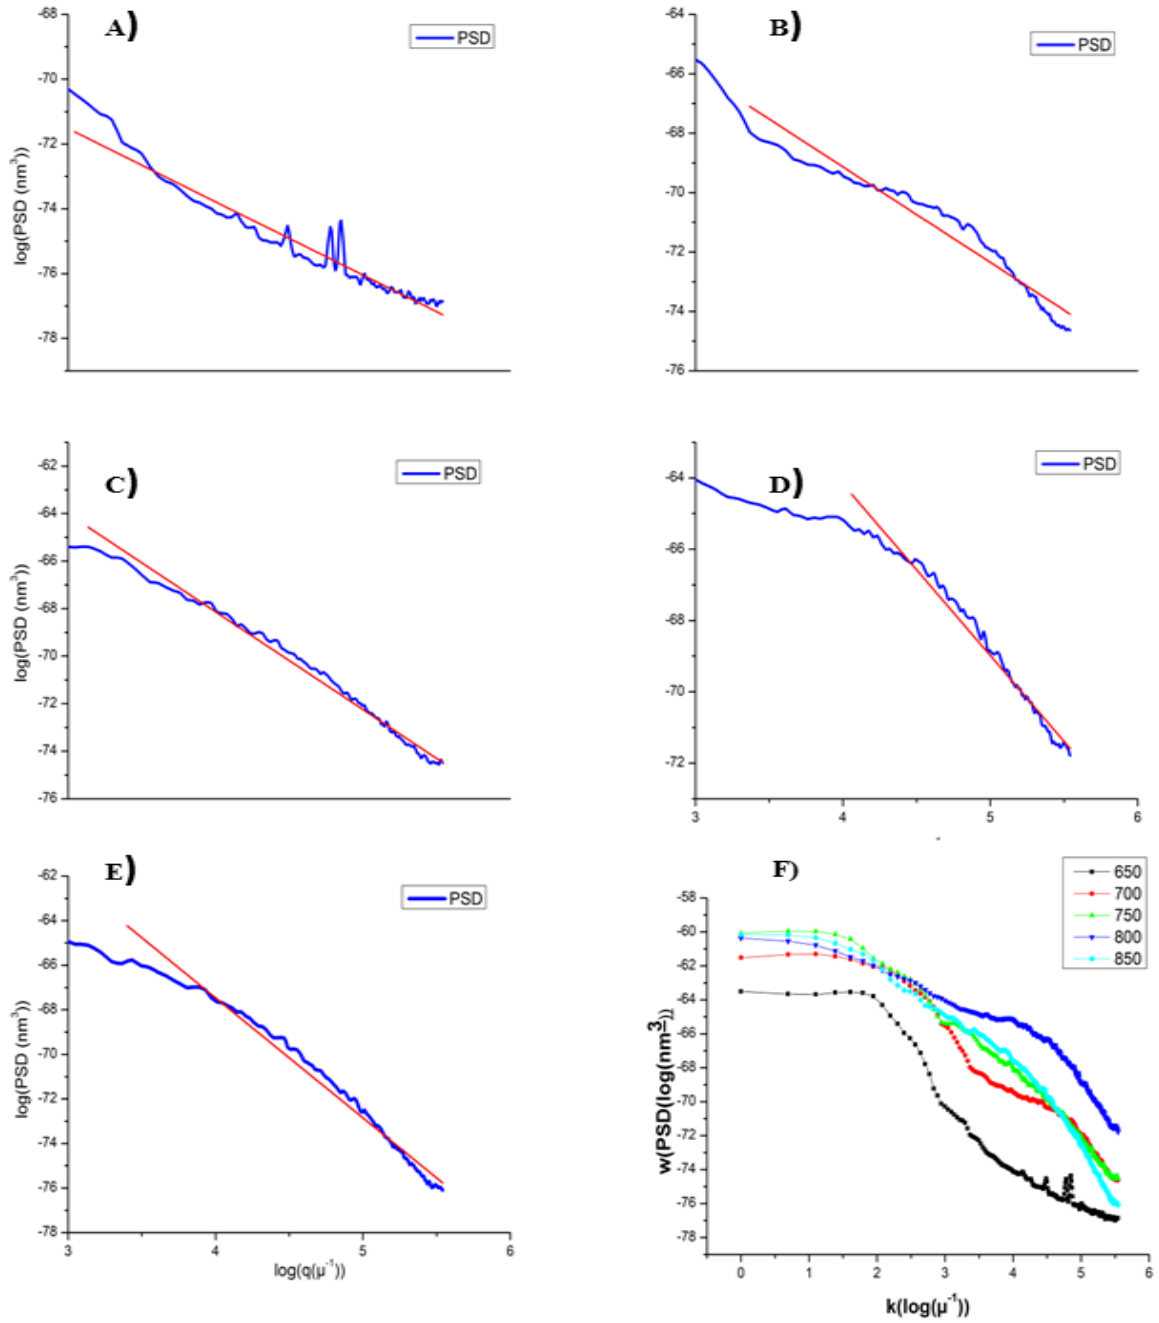 A)
PSD
-68
-70
-72
-74
-76
-78
log(PSD (nm³))
B)
PSD
-64
-66
-68
-70
-72
-74
-76
C)
PSD
-62
-64
-66
-68
-70
-72
-74
-76
log(PSD (nm³))
D)
PSD
-64
-66
-68
-70
-72
3 4 5 6
E)
PSD
-62
-64
-66
-68
-70
-72
-74
-76
-78
log(PSD (nm³))
3 4 5 6
log(q(µ⁻¹))
F)
650
700
750
800
850
-58
-60
-62
-64
-66
-68
-70
-72
-74
-76
-78
w(PSD(log(nm³))
0 1 2 3 4 5 6
k(log(µ⁻¹))